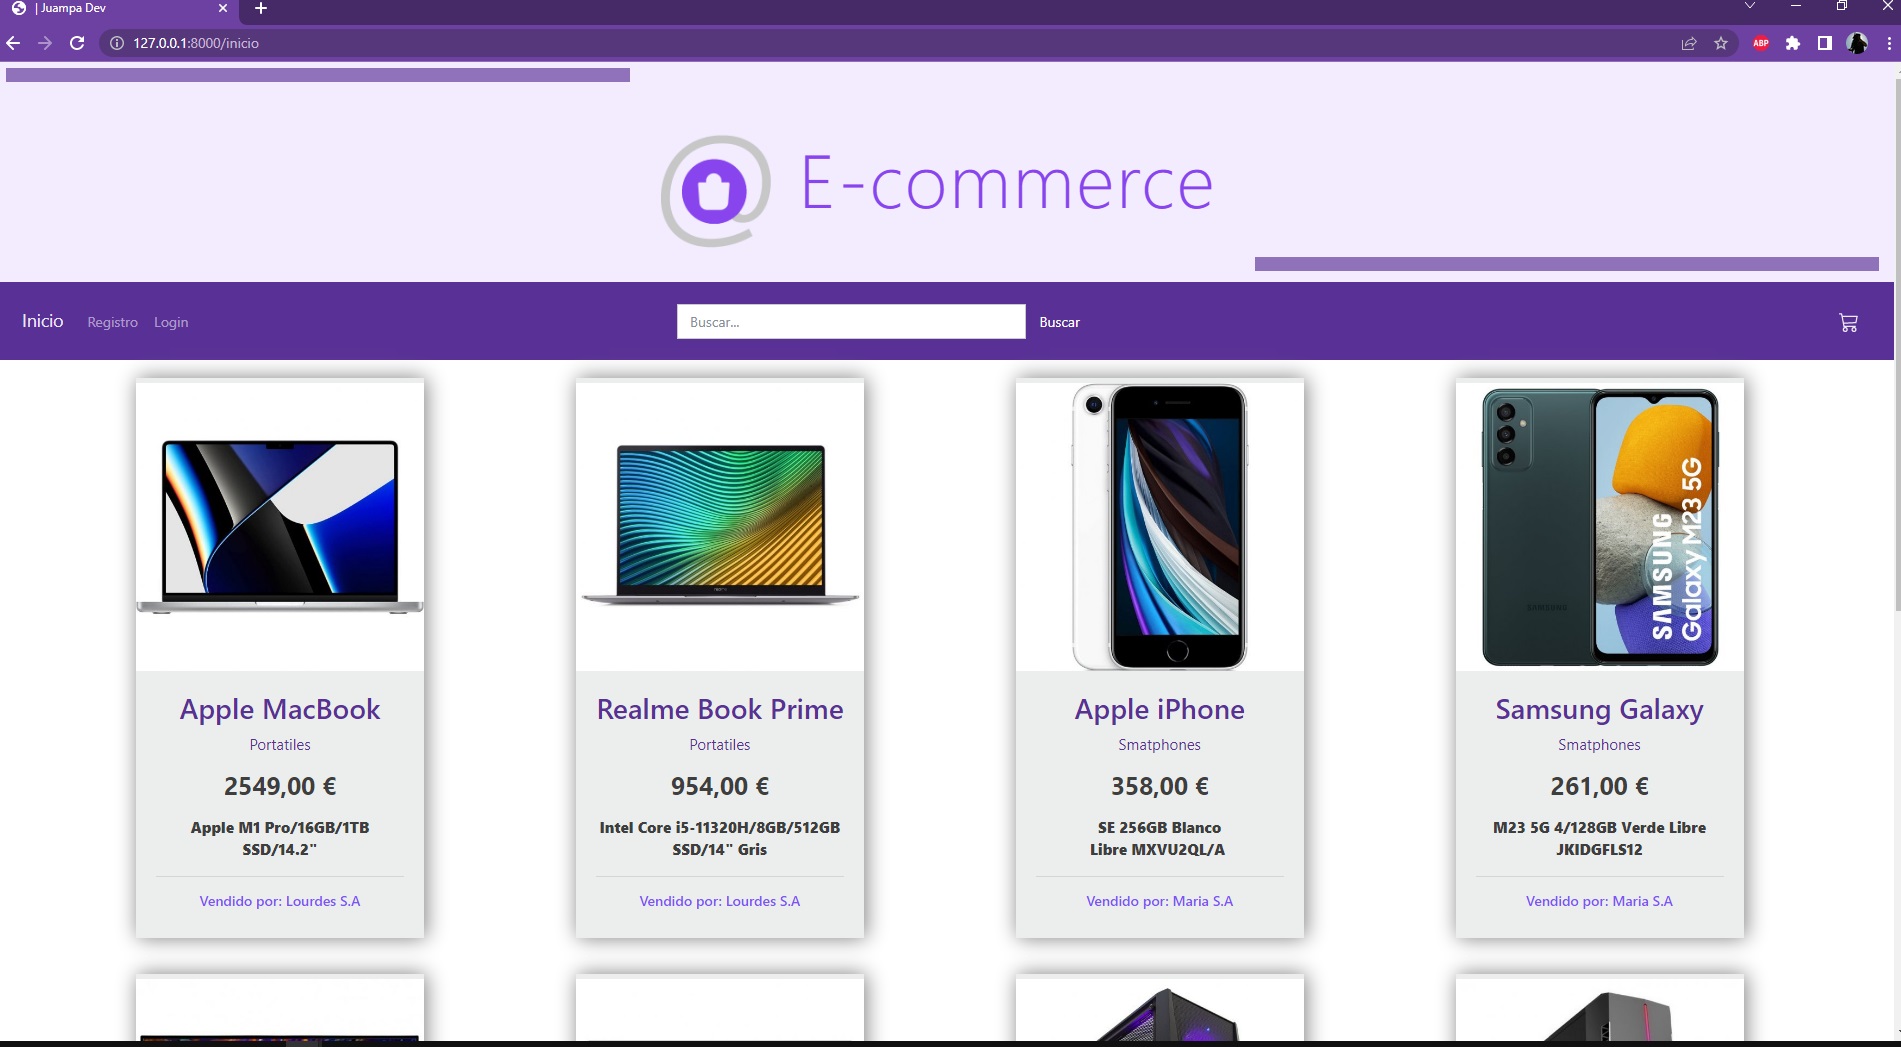 | Juampa Dev
127.0.0.1:8000/inicio
ABP
E-commerce
Inicio Registro Login Buscar... Buscar
SAMSUNG
Galaxy M23 5G
SAMSUNG
Apple MacBook
Portatiles
2549,00 €
Apple M1 Pro/16GB/1TB
SSD/14.2"
Vendido por: Lourdes S.A
Realme Book Prime
Portatiles
954,00 €
Intel Core i5-11320H/8GB/512GB
SSD/14" Gris
Vendido por: Lourdes S.A
Apple iPhone
Smatphones
358,00 €
SE 256GB Blanco
Libre MXVU2QL/A
Vendido por: Maria S.A
Samsung Galaxy
Smatphones
261,00 €
M23 5G 4/128GB Verde Libre
JKIDGFLS12
Vendido por: Maria S.A